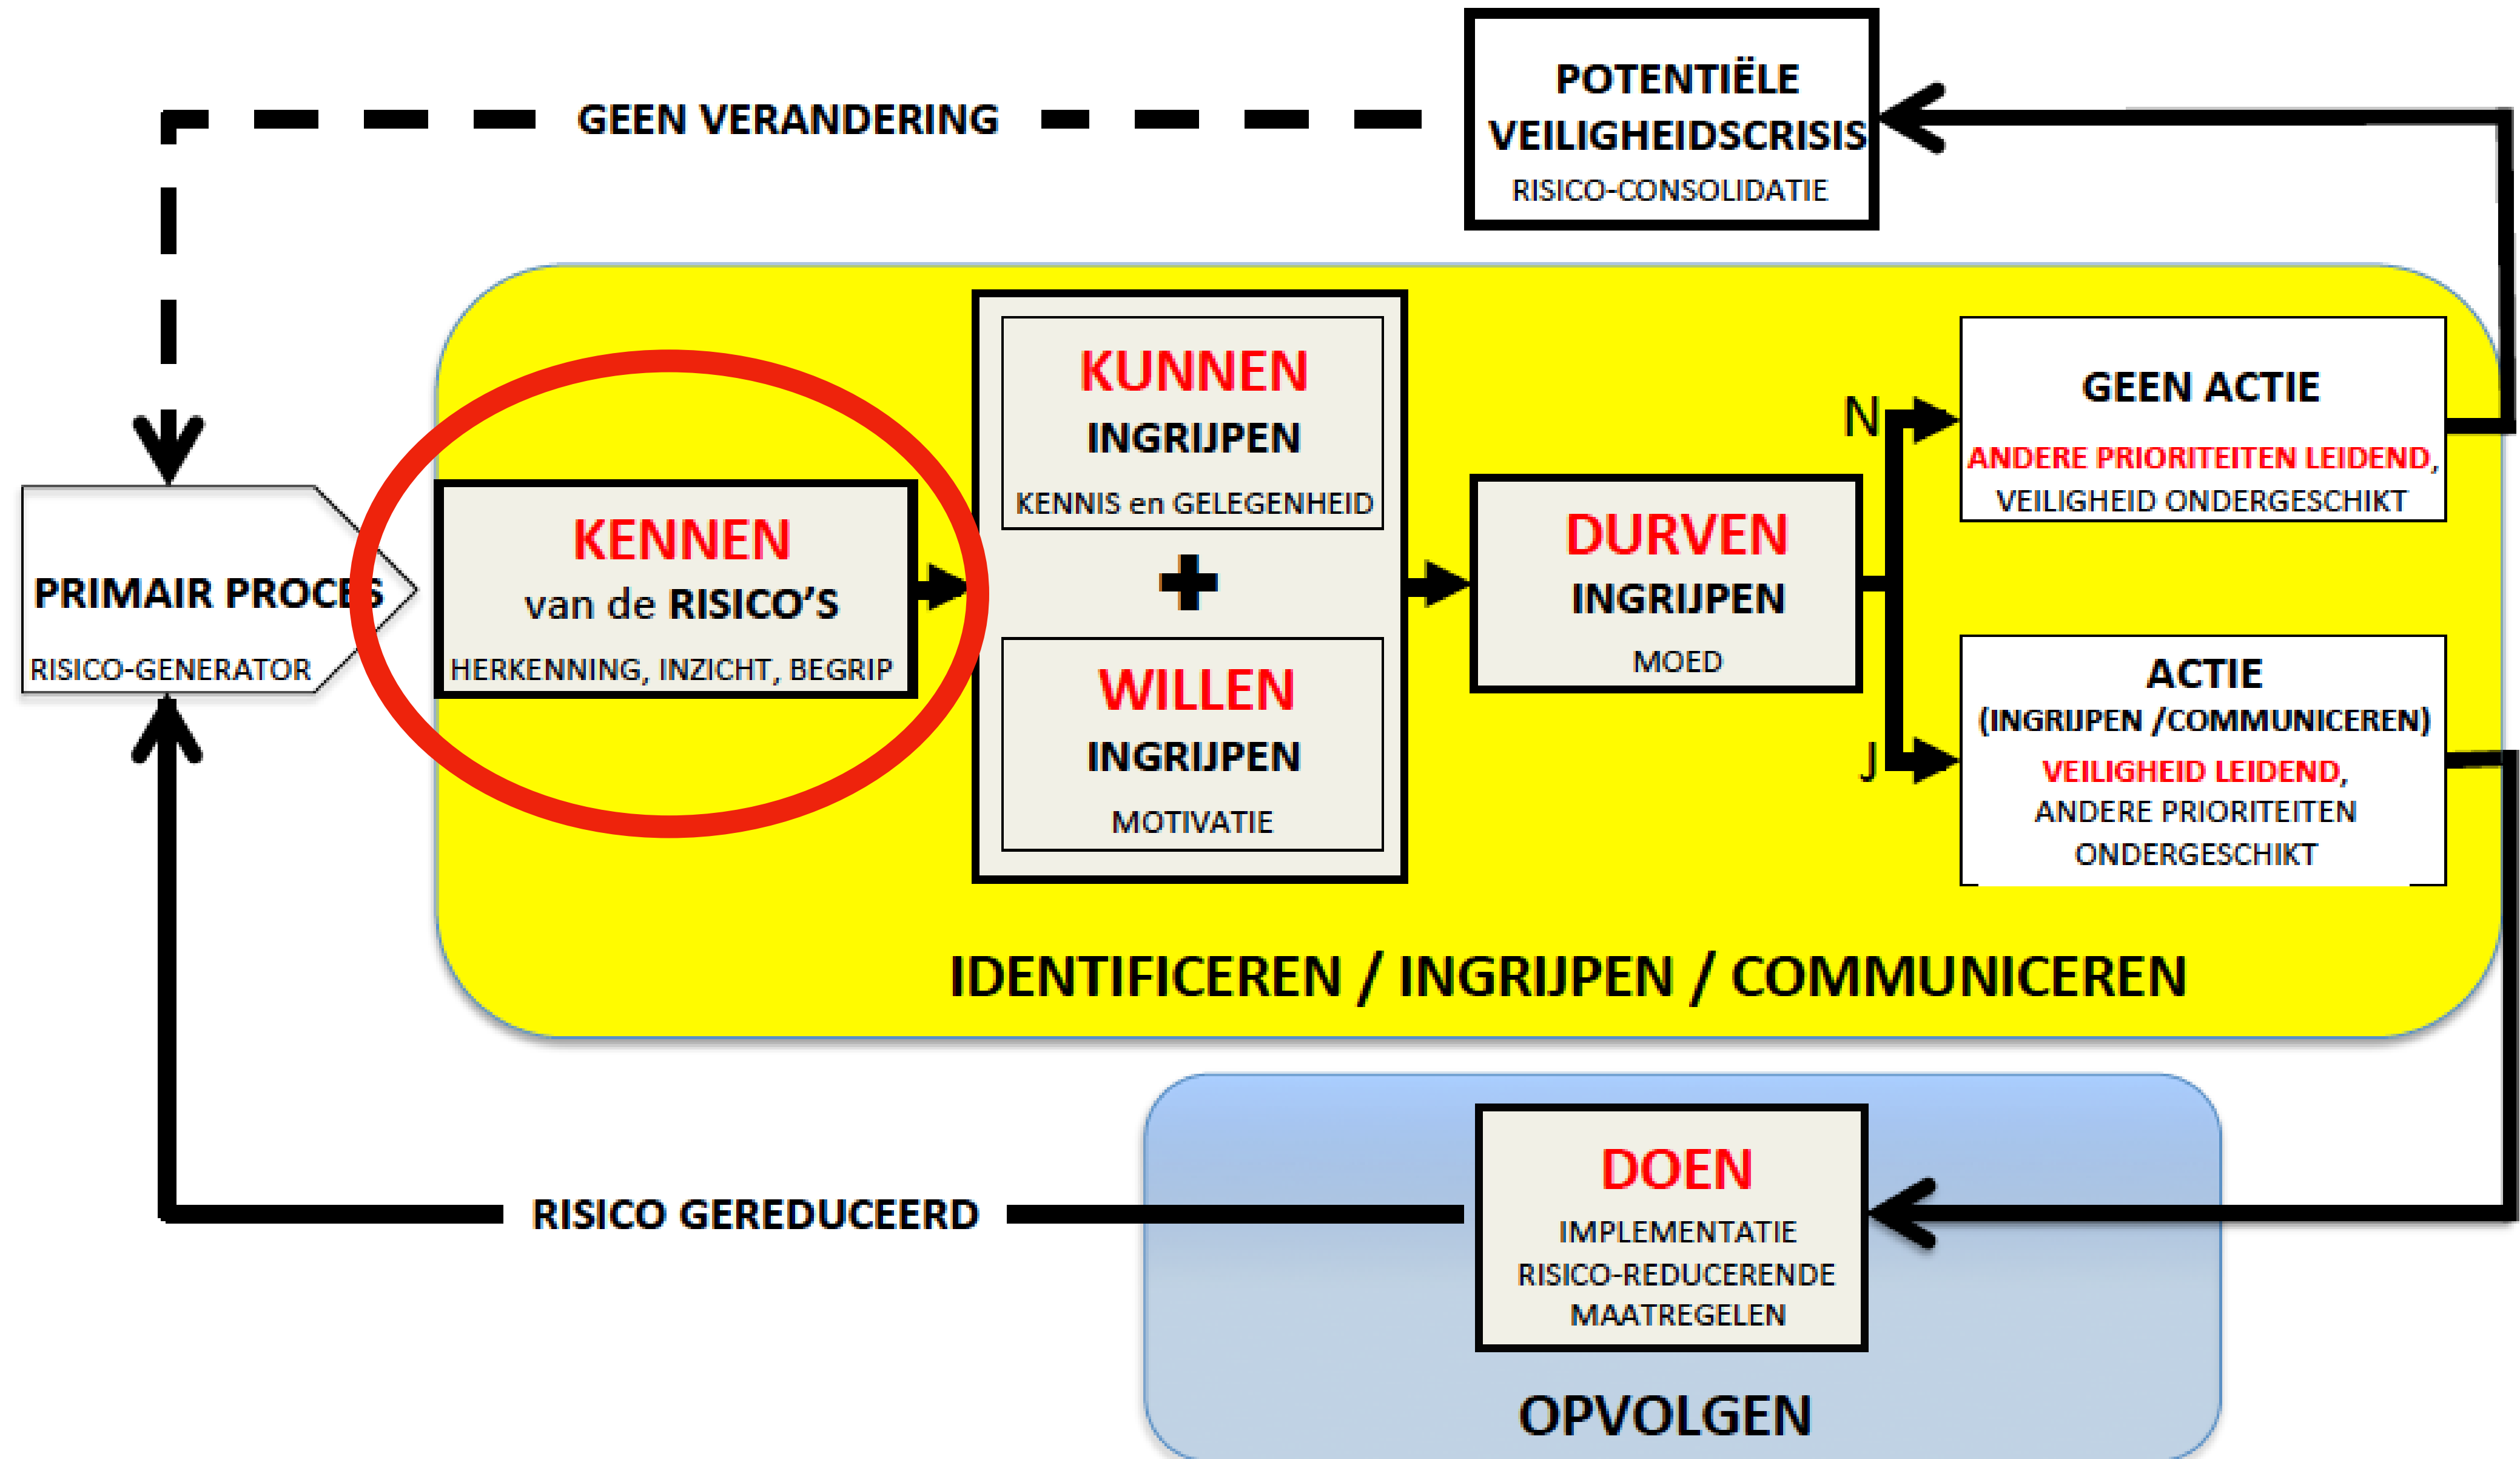 POTENTIËLE
VEILIGHEIDSCRISIS
RISICO-CONSOLIDATIE
GEEN VERANDERING
PRIMAIR PROCES
RISICO-GENERATOR
KENNEN
van de RISICO’S
HERKENNING, INZICHT, BEGRIP
KUNNEN
INGRIJPEN
KENNIS en GELEGENHEID
+
WILLEN
INGRIJPEN
MOTIVATIE
DURVEN
INGRIJPEN
MOED
N
GEEN ACTIE
ANDERE PRIORITEITEN LEIDEND,
VEILIGHEID ONDERGESCHIKT
J
ACTIE
(INGRIJPEN /COMMUNICEREN)
VEILIGHEID LEIDEND,
ANDERE PRIORITEITEN
ONDERGESCHIKT
IDENTIFICEREN / INGRIJPEN / COMMUNICEREN
DOEN
IMPLEMENTATIE
RISICO-REDUCERENDE
MAATREGELEN
RISICO GEREDUCEERD
OPVOLGEN